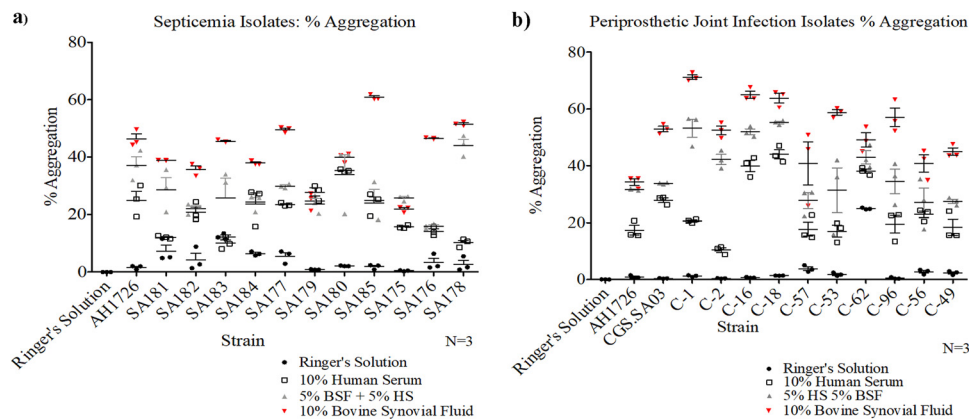 a)
Septicemia Isolates: % Aggregation
80
60
40
20
0
% Aggregation
Ringer's Solution
AH1726
SA181
SA182
SA183
SA184
SA177
SA179
SA180
SA185
SA175
SA176
SA178
Strain
N=3
Ringer's Solution
10% Human Serum
5% BSF + 5% HS
10% Bovine Synovial Fluid
b)
Periprosthetic Joint Infection Isolates % Aggregation
80
60
40
20
0
% Aggregation
Ringer's Solution
AH1726
CGS.SA03
C-1
C-2
C-16
C-18
C-57
C-53
C-62
C-96
C-56
C-49
Strain
N=3
Ringer's Solution
10% Human Serum
5% HS 5% BSF
10% Bovine Synovial Fluid